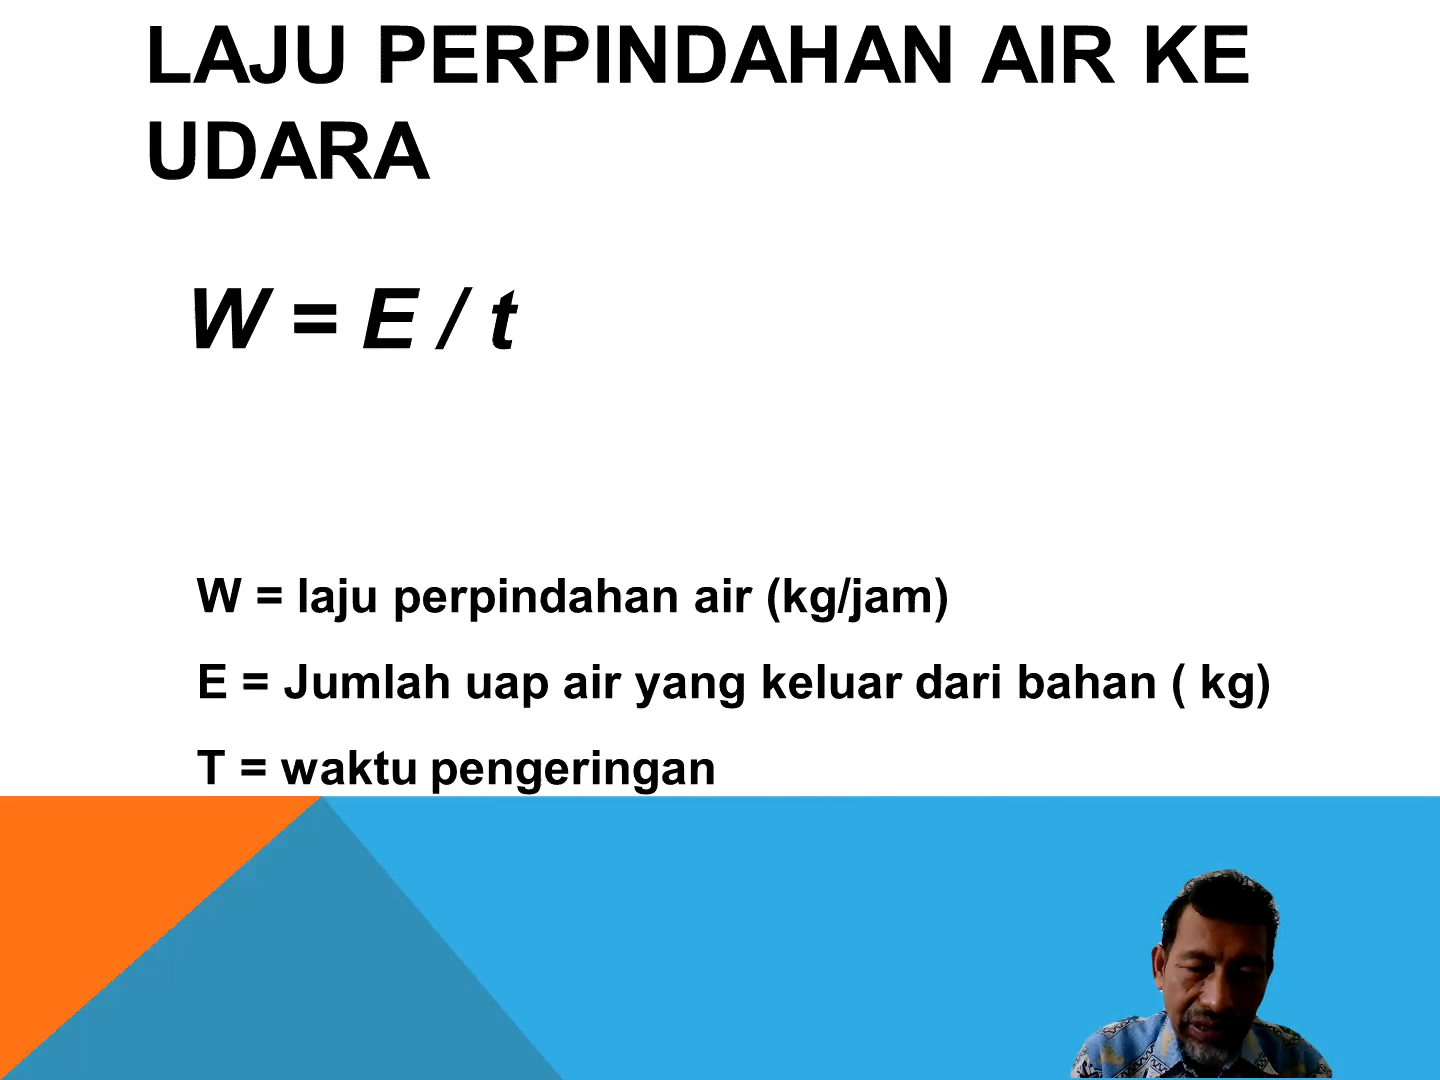 LAJU PERPINDAHAN AIR KE
UDARA
W = E / t
W = laju perpindahan air (kg/jam)
E = Jumlah uap air yang keluar dari bahan ( kg)
T = waktu pengeringan